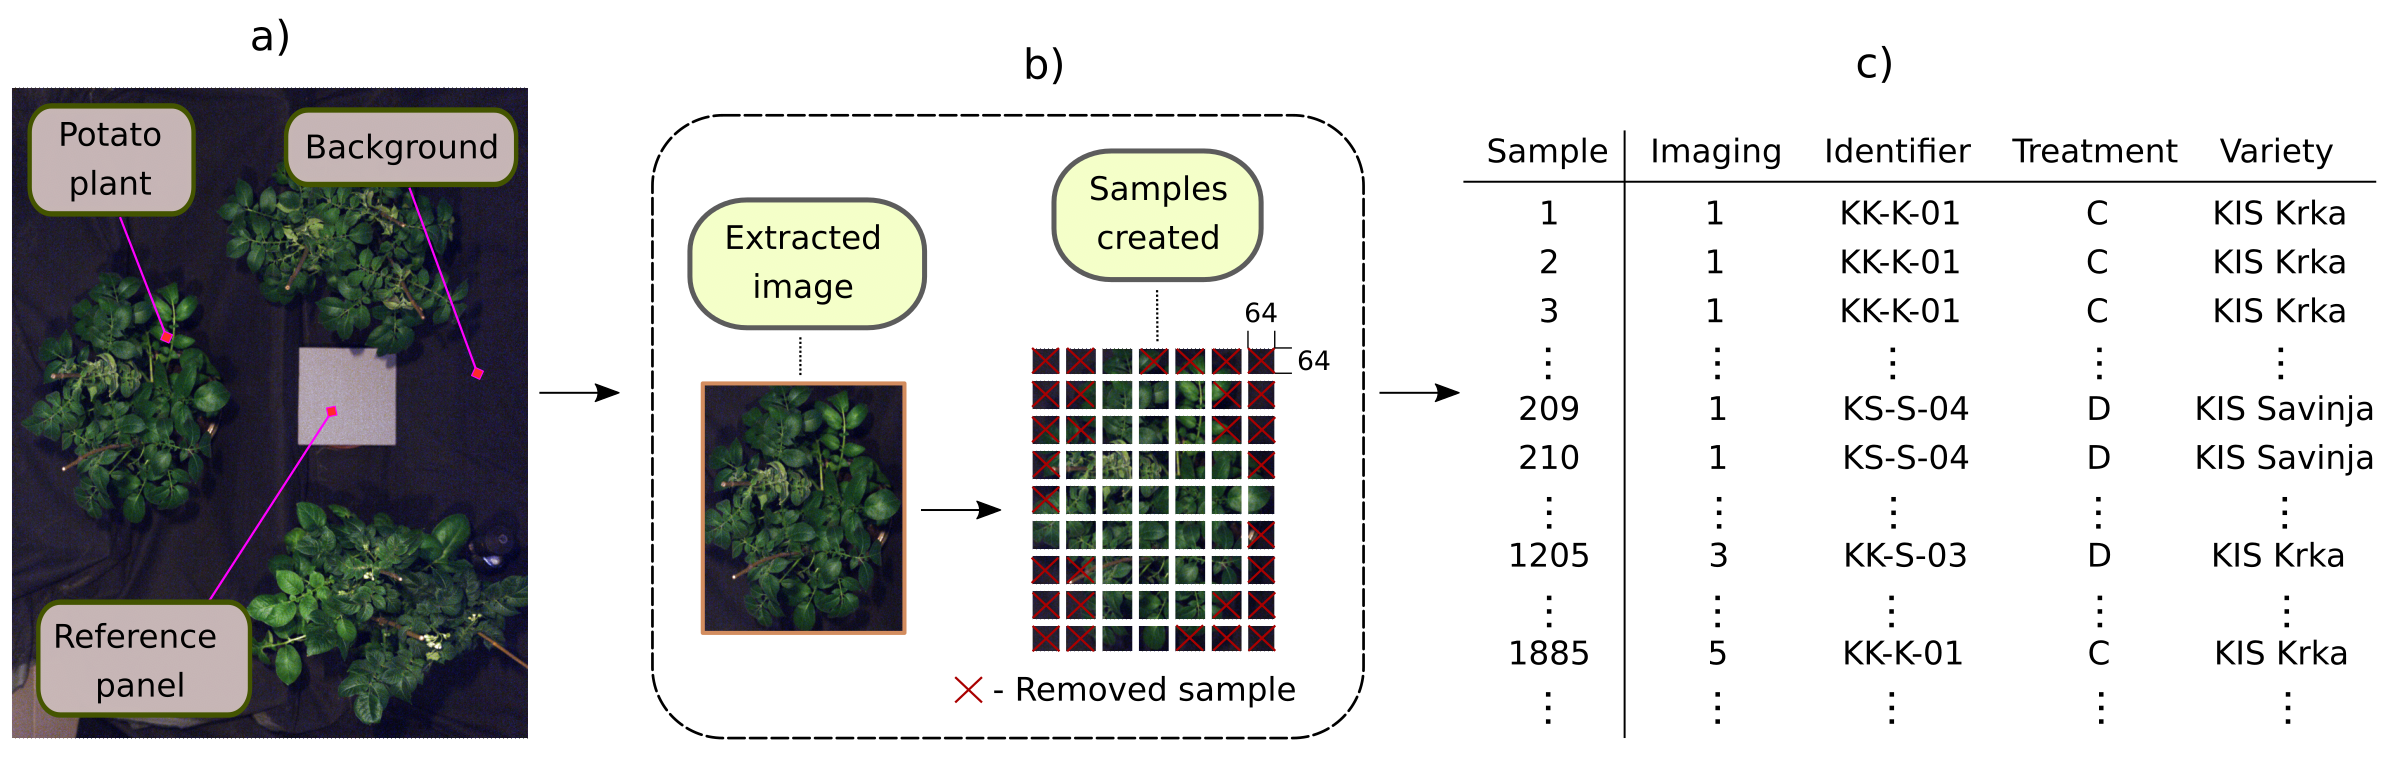 a)
Potato
plant
Background
Reference
panel
b)
Extracted
image
Samples
created
64
64
- Removed sample
c)
Sample Imaging Identifier Treatment Variety
1 1 KK-K-01 C KIS Krka
2 1 KK-K-01 C KIS Krka
3 1 KK-K-01 C KIS Krka
⋮ ⋮ ⋮ ⋮ ⋮
209 1 KS-S-04 D KIS Savinja
210 1 KS-S-04 D KIS Savinja
⋮ ⋮ ⋮ ⋮ ⋮
1205 3 KK-S-03 D KIS Krka
⋮ ⋮ ⋮ ⋮ ⋮
1885 5 KK-K-01 C KIS Krka
⋮ ⋮ ⋮ ⋮ ⋮